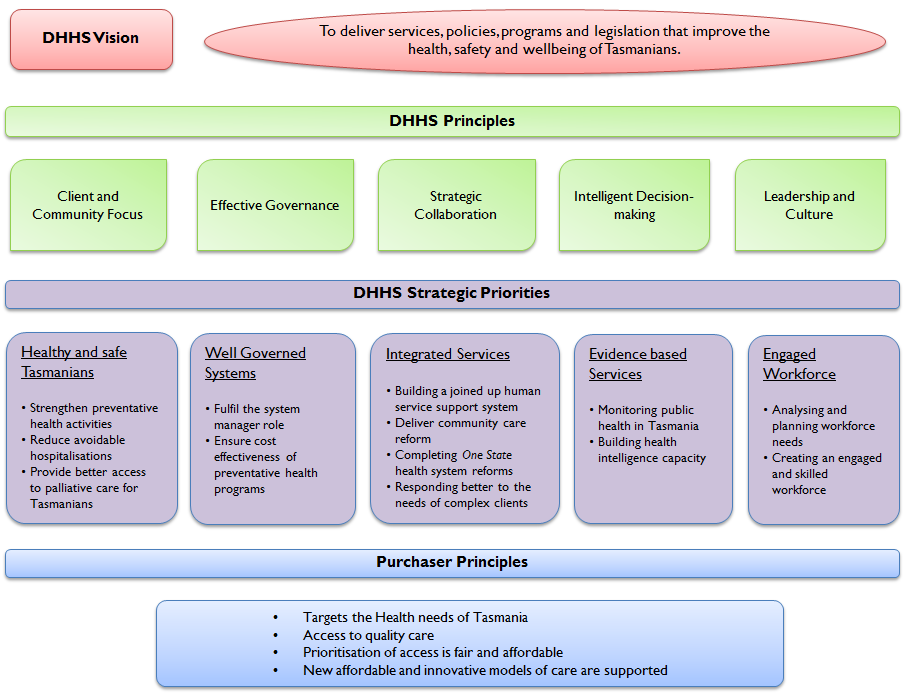 DHHS Vision
To deliver services, policies, programs and legislation that improve the
health, safety and wellbeing of Tasmanians.
DHHS Principles
Client and
Community Focus
Effective Governance
Strategic
Collaboration
Intelligent Decision-
making
Leadership and
Culture
DHHS Strategic Priorities
Healthy and safe
Tasmanians
• Strengthen preventative
health activities
• Reduce avoidable
hospitalisations
• Provide better access
to palliative care for
Tasmanians
Well Governed
Systems
• Fulfil the system
manager role
• Ensure cost
effectiveness of
preventative health
programs
Integrated Services
• Building a joined up human
service support system
• Deliver community care
reform
• Completing One State
health system reforms
• Responding better to the
needs of complex clients
Evidence based
Services
• Monitoring public
health in Tasmania
• Building health
intelligence capacity
Engaged
Workforce
• Analysing and
planning workforce
needs
• Creating an engaged
and skilled
workforce
Purchaser Principles
• Targets the Health needs of Tasmania
• Access to quality care
• Prioritisation of access is fair and affordable
• New affordable and innovative models of care are supported